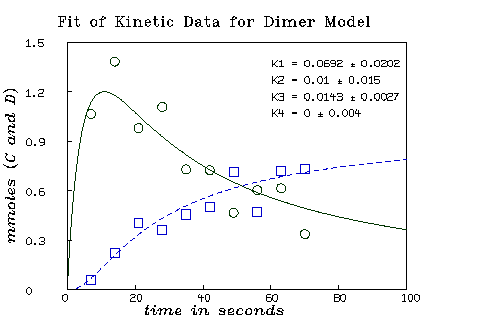 Fit of Kinetic Data for Dimer Model
1.5
K1 = 0.0692 ± 0.0202
K2 = 0.01 ± 0.015
1.2
K3 = 0.0143 ± 0.0027
K4 = 0 ± 0.004
0.9
mmoles (C and D)
0.6
0.3
0
0 20 40 60 80 100
time in seconds